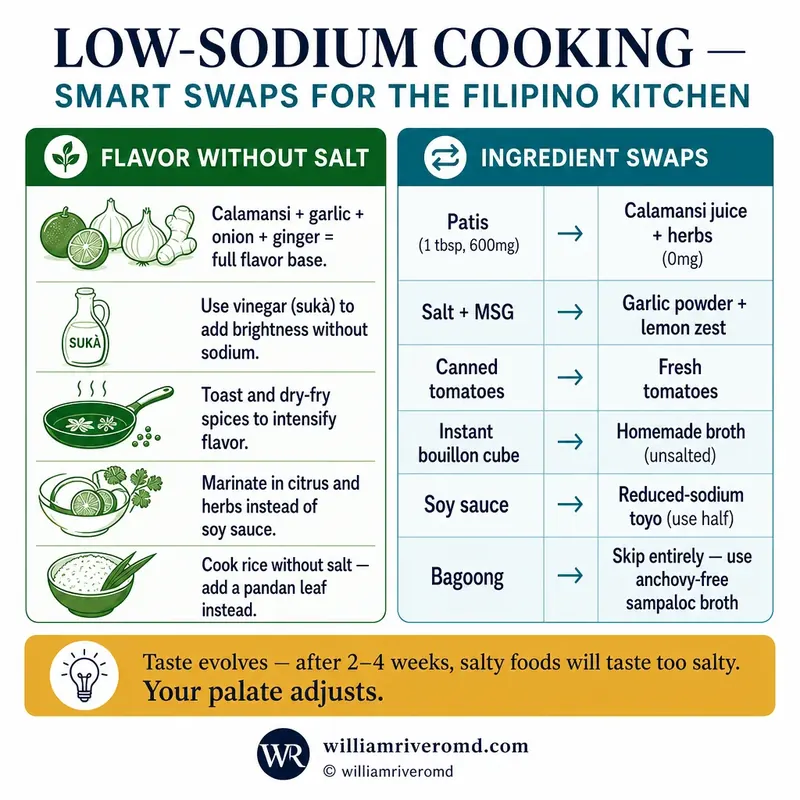 LOW-SODIUM COOKING —
SMART SWAPS FOR THE FILIPINO KITCHEN
FLAVOR WITHOUT SALT
Calamansi + garlic +
onion + ginger =
full flavor base.
SUKÀ
Use vinegar (sukà) to
add brightness without
sodium.
Toast and dry-fry
spices to intensify
flavor.
Marinate in citrus and
herbs instead of
soy sauce.
Cook rice without salt —
add a pandan leaf
instead.
INGREDIENT SWAPS
Patis
(1 tbsp, 600mg)
→
Calamansi juice
+ herbs
(0mg)
Salt + MSG
→
Garlic powder +
lemon zest
Canned
tomatoes
→
Fresh
tomatoes
Instant
bouillon cube
→
Homemade broth
(unsalted)
Soy sauce
→
Reduced-sodium
toyo (use half)
Bagoong
→
Skip entirely — use
anchovy-free
sampaloc broth
Taste evolves — after 2–4 weeks, salty foods will taste too salty.
Your palate adjusts.
WR
williamriveromd.com
© williamriveromd